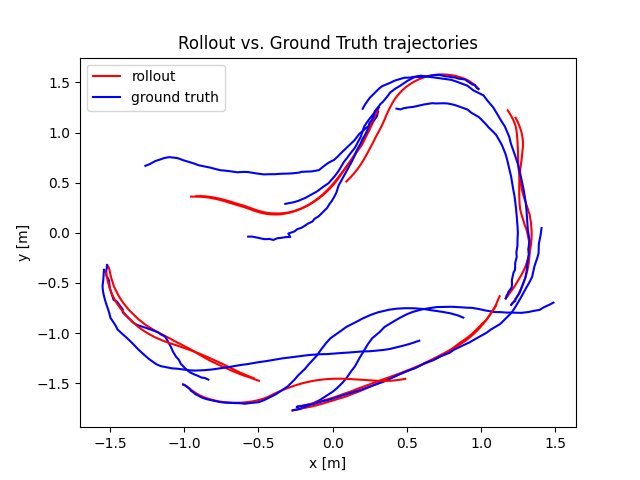 Rollout vs. Ground Truth trajectories
rollout
ground truth
1.5
1.0
0.5
0.0
−0.5
−1.0
−1.5
y [m]
−1.5 −1.0 −0.5 0.0 0.5 1.0 1.5
x [m]